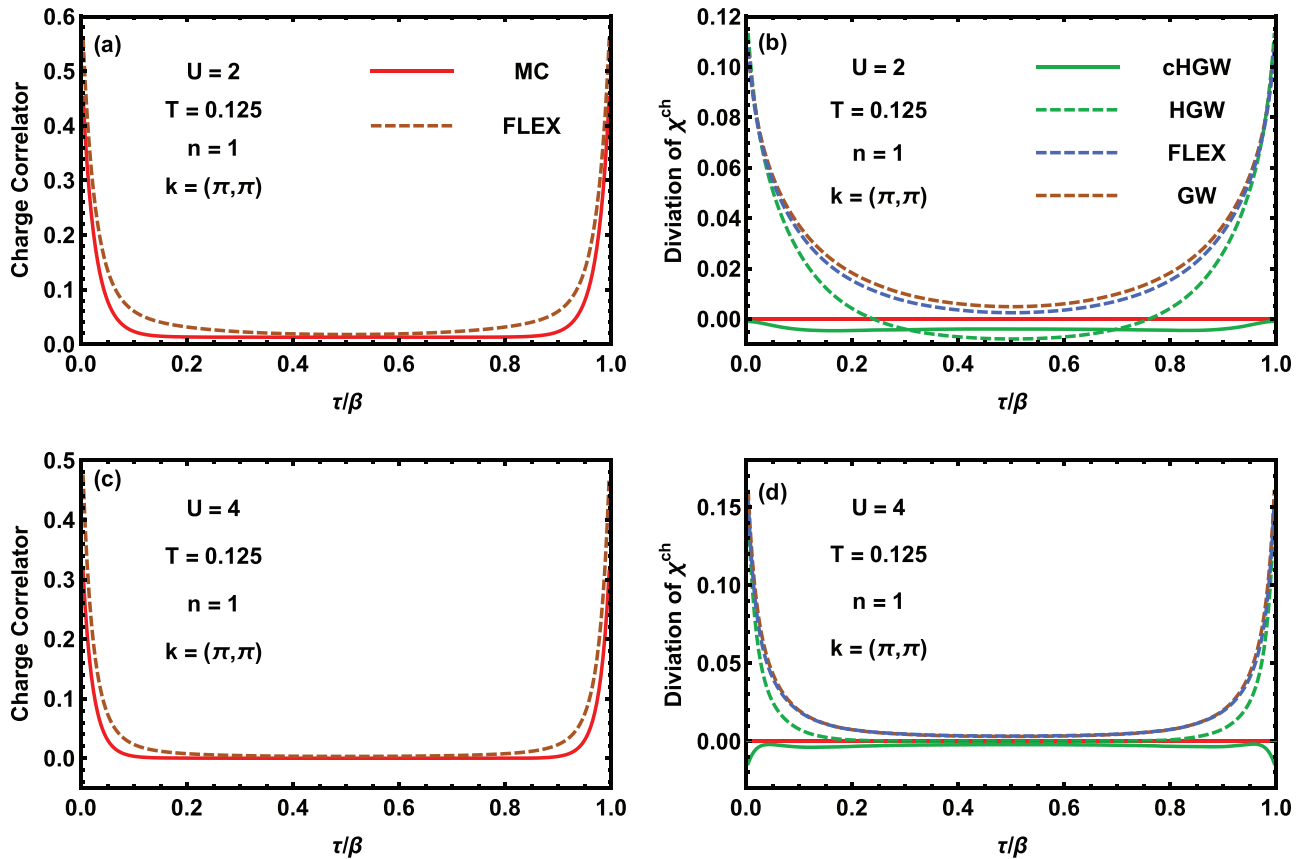 (a)
U = 2
T = 0.125
n = 1
k = (π,π)
MC
FLEX
Charge Correlator
0.6
0.5
0.4
0.3
0.2
0.1
0.0
0.0 0.2 0.4 0.6 0.8 1.0
τ/β
(b)
U = 2
T = 0.125
n = 1
k = (π,π)
cHGW
HGW
FLEX
GW
Diviation of χ^ch
0.12
0.10
0.08
0.06
0.04
0.02
0.00
0.0 0.2 0.4 0.6 0.8 1.0
τ/β
(c)
U = 4
T = 0.125
n = 1
k = (π,π)
Charge Correlator
0.5
0.4
0.3
0.2
0.1
0.0
0.0 0.2 0.4 0.6 0.8 1.0
τ/β
(d)
U = 4
T = 0.125
n = 1
k = (π,π)
Diviation of χ^ch
0.15
0.10
0.05
0.00
0.0 0.2 0.4 0.6 0.8 1.0
τ/β